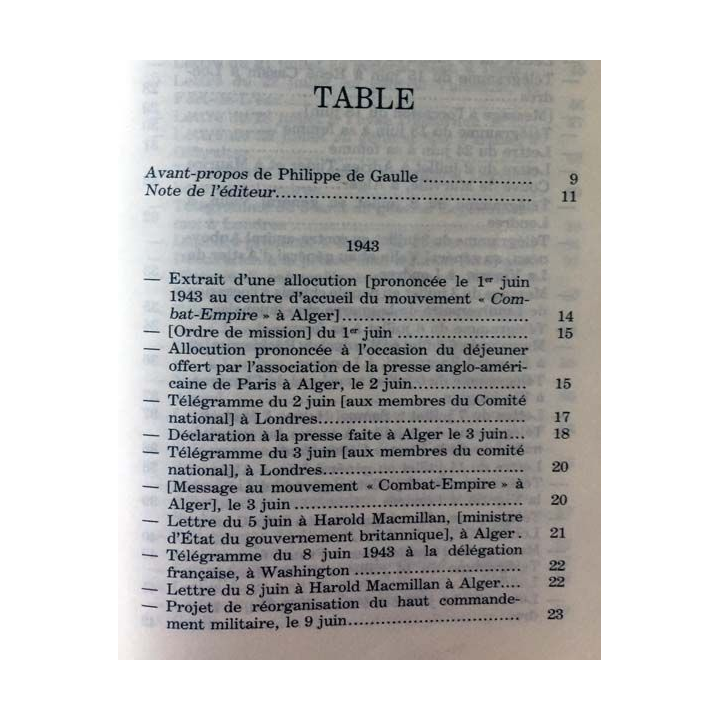 TABLE
Avant-propos de Philippe de Gaulle .................... 9
Note de l'éditeur............................................... 11
1943
— Extrait d'une allocution [prononcée le 1er juin
1943 au centre d'accueil du mouvement « Com-
bat-Empire » à Alger].................................. 14
— [Ordre de mission] du 1er juin ........................ 15
— Allocution prononcée à l'occasion du déjeuner
offert par l'association de la presse anglo-améri-
caine de Paris à Alger, le 2 juin..................... 15
— Télégramme du 2 juin [aux membres du Comité
national] à Londres...................................... 17
— Déclaration à la presse faite à Alger le 3 juin... 18
— Télégramme du 3 juin [aux membres du comité
national], à Londres..................................... 20
— [Message au mouvement « Combat-Empire » à
Alger], le 3 juin .......................................... 20
— Lettre du 5 juin à Harold Macmillan, [ministre
d'État du gouvernement britannique], à Alger. 21
— Télégramme du 8 juin 1943 à la délégation
française, à Washington ............................... 22
— Lettre du 8 juin à Harold Macmillan à Alger.... 22
— Projet de réorganisation du haut commande-
ment militaire, le 9 juin................................ 23